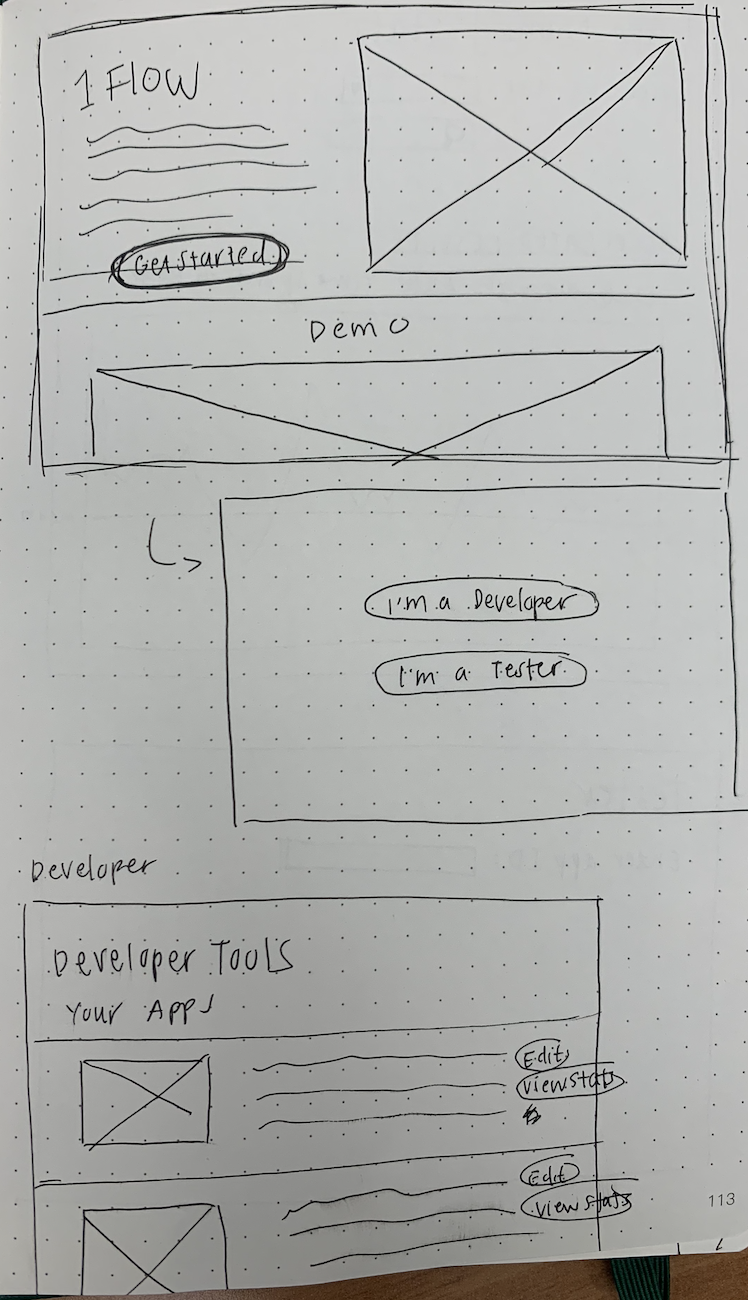 1 FLOW
Get Started
Demo
I'm a Developer
I'm a Tester
Developer
Developer Tools
Your Apps
Edit
View Stats
Edit
View Stats
113